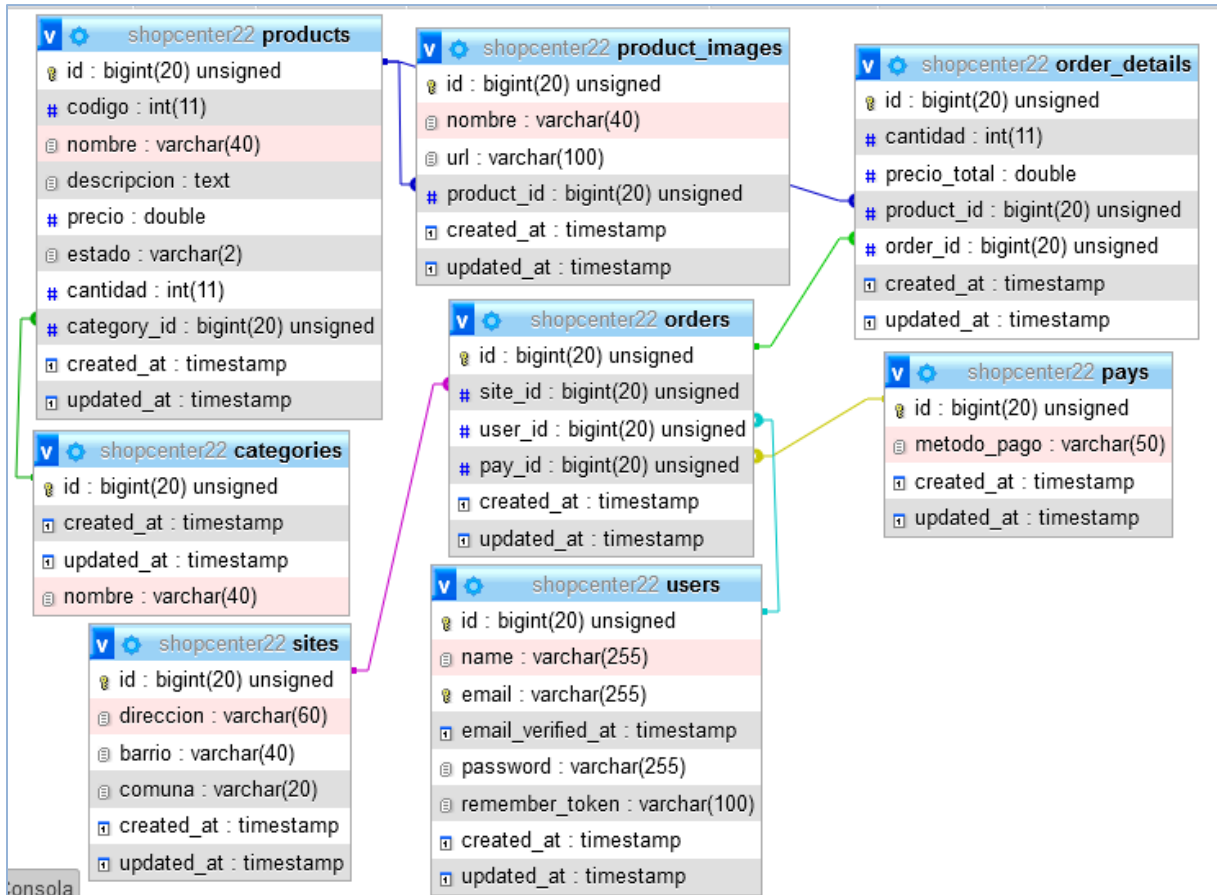 v shopcenter22 products
id : bigint(20) unsigned
# codigo : int(11)
nombre : varchar(40)
descripcion : text
# precio : double
estado : varchar(2)
# cantidad : int(11)
# category_id : bigint(20) unsigned
created_at : timestamp
updated_at : timestamp
v shopcenter22 product_images
id : bigint(20) unsigned
nombre : varchar(40)
url : varchar(100)
# product_id : bigint(20) unsigned
created_at : timestamp
updated_at : timestamp
v shopcenter22 order_details
id : bigint(20) unsigned
# cantidad : int(11)
# precio_total : double
# product_id : bigint(20) unsigned
# order_id : bigint(20) unsigned
created_at : timestamp
updated_at : timestamp
v shopcenter22 orders
id : bigint(20) unsigned
# site_id : bigint(20) unsigned
# user_id : bigint(20) unsigned
# pay_id : bigint(20) unsigned
created_at : timestamp
updated_at : timestamp
v shopcenter22 pays
id : bigint(20) unsigned
metodo_pago : varchar(50)
created_at : timestamp
updated_at : timestamp
v shopcenter22 categories
id : bigint(20) unsigned
created_at : timestamp
updated_at : timestamp
nombre : varchar(40)
v shopcenter22 users
id : bigint(20) unsigned
name : varchar(255)
email : varchar(255)
email_verified_at : timestamp
password : varchar(255)
remember_token : varchar(100)
created_at : timestamp
updated_at : timestamp
v shopcenter22 sites
id : bigint(20) unsigned
direccion : varchar(60)
barrio : varchar(40)
comuna : varchar(20)
created_at : timestamp
updated_at : timestamp
onsola